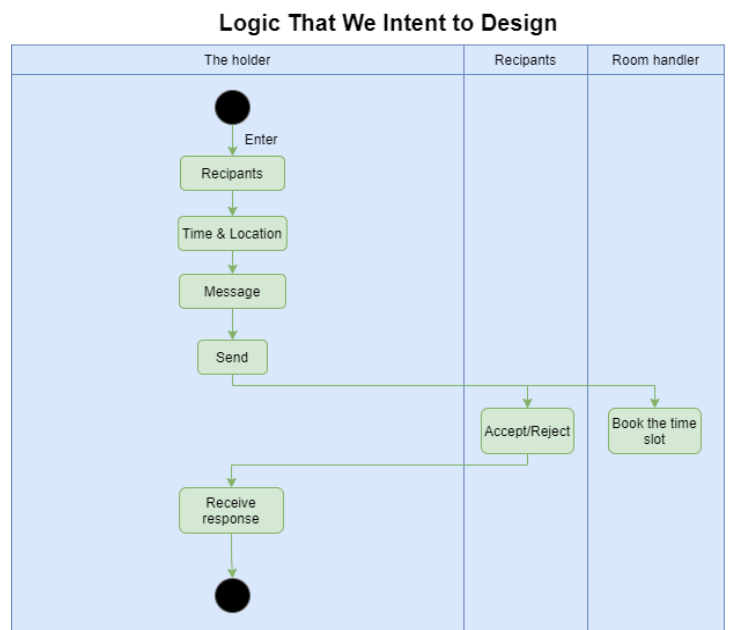 Logic That We Intent to Design
The holder
Recipants
Room handler
Enter
Recipants
Time & Location
Message
Send
Accept/Reject
Book the time
slot
Receive
response